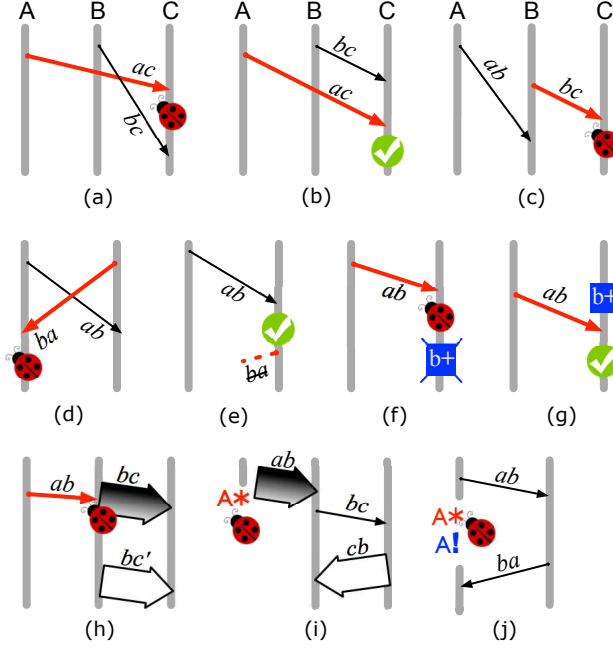 A B C A B C A B C
ac
bc
bc
ac
ab
bc
(a) (b) (c)
ba
ab
ab
ba
ab
b+
ab
b+
(d) (e) (f) (g)
ab
bc
bc'
A*
ab
bc
cb
A*
A!
ab
ba
(h) (i) (j)